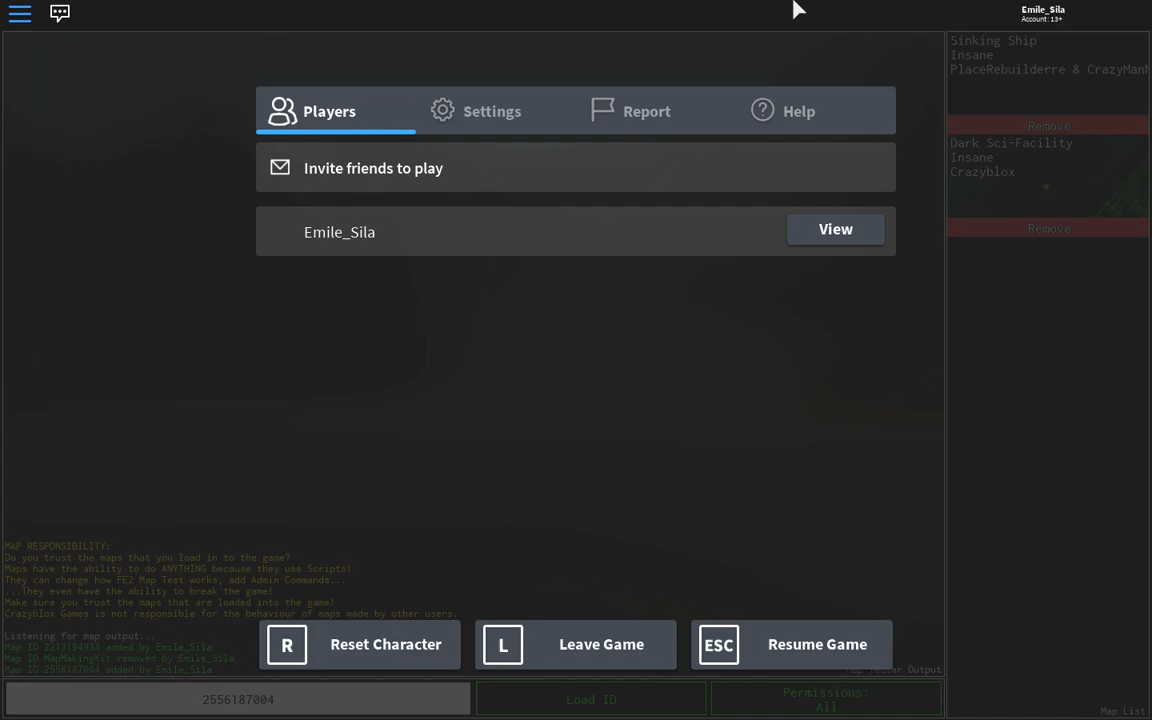 Emile_Sila
Account: 13+
Sinking Ship
Insane
PlaceRebuilderre & CrazyMan
Remove
Dark Sci-Facility
Insane
Crazyblox
Remove
Players
Settings
Report
Help
Invite friends to play
Emile_Sila
View
MAP RESPONSIBILITY:
Do you trust the maps that you load in to the game?
Maps have the ability to do ANYTHING because they use Scripts!
They can change how FE2 Map Test works, add Admin Commands...
...They even have the ability to break the game!
Make sure you trust the maps that are loaded into the game!
Crazyblox Games is not responsible for the behaviour of maps made by other users.
Listening for map output...
Map ID 2213194934 added by Emile_Sila
Map ID MapMakingKit removed by Emile_Sila
Map ID 2556187004 added by Emile_Sila
R
Reset Character
L
Leave Game
ESC
Resume Game
Map Tester Output
2556187004
Load ID
Permissions:
All
Map List